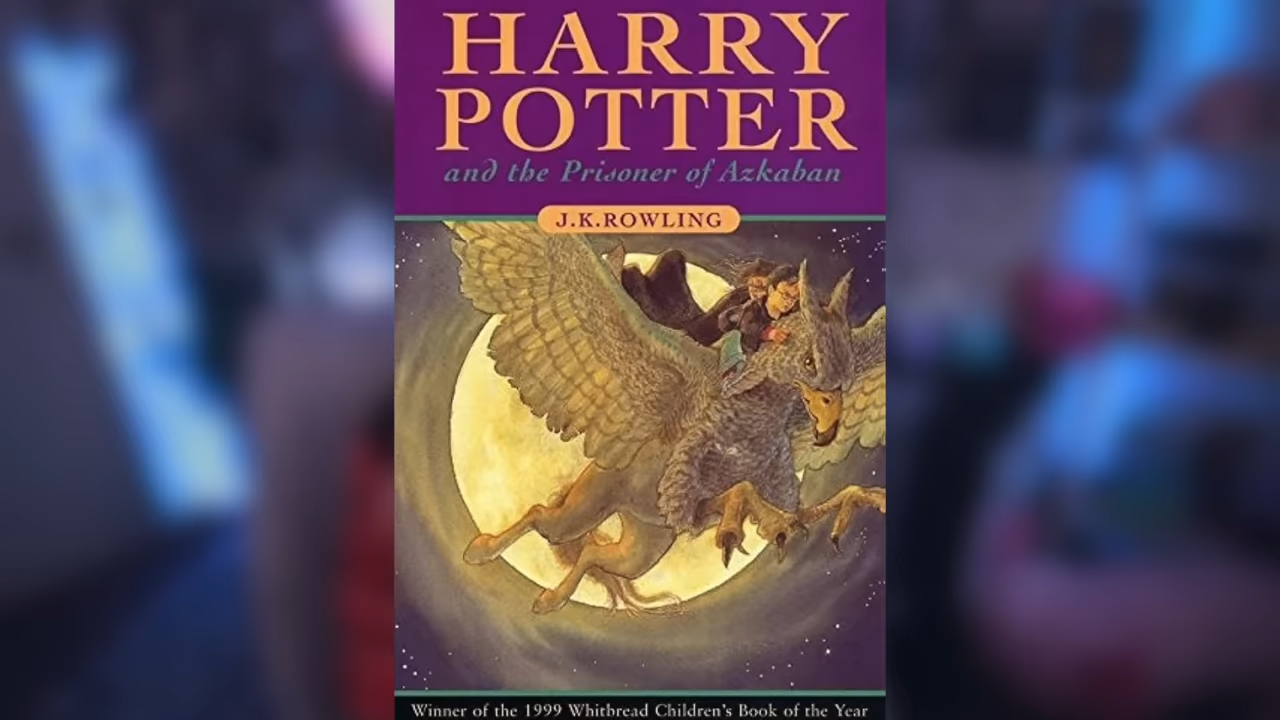 HARRY
POTTER
and the Prisoner of Azkaban
J.K.ROWLING
Winner of the 1999 Whitbread Children's Book of the Year